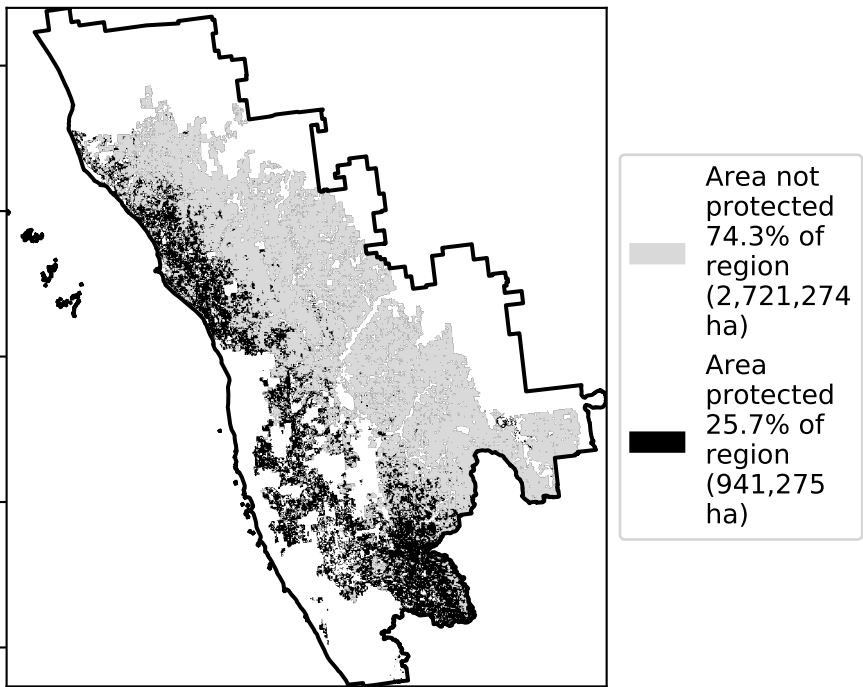 Area not
protected
74.3% of
region
(2,721,274
ha)
Area
protected
25.7% of
region
(941,275
ha)